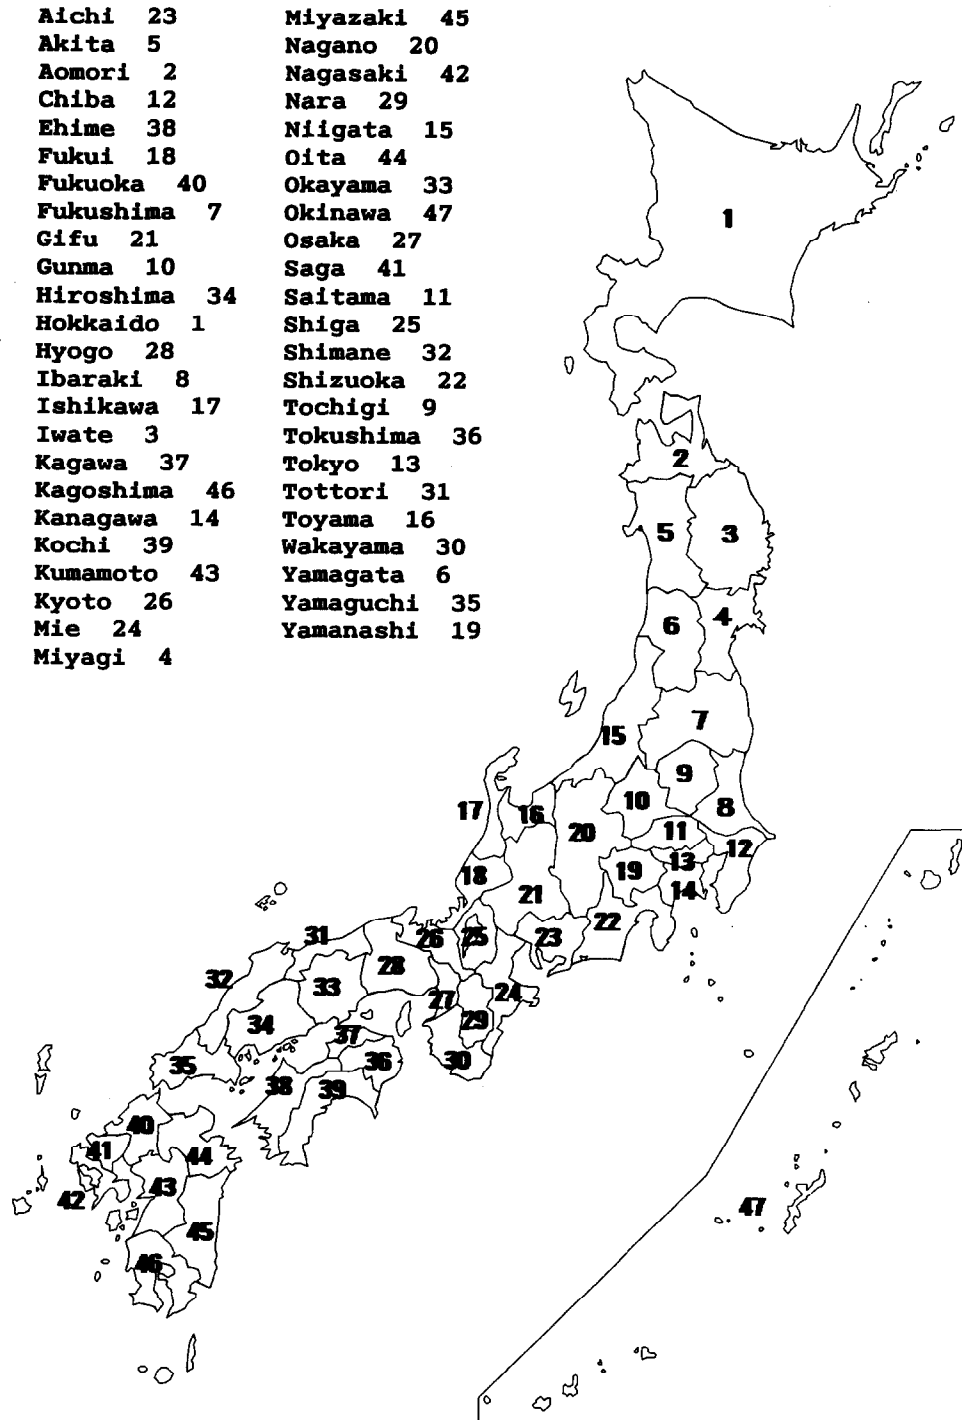 Aichi 23
Akita 5
Aomori 2
Chiba 12
Ehime 38
Fukui 18
Fukuoka 40
Fukushima 7
Gifu 21
Gunma 10
Hiroshima 34
Hokkaido 1
Hyogo 28
Ibaraki 8
Ishikawa 17
Iwate 3
Kagawa 37
Kagoshima 46
Kanagawa 14
Kochi 39
Kumamoto 43
Kyoto 26
Mie 24
Miyagi 4
Miyazaki 45
Nagano 20
Nagasaki 42
Nara 29
Niigata 15
Oita 44
Okayama 33
Okinawa 47
Osaka 27
Saga 41
Saitama 11
Shiga 25
Shimane 32
Shizuoka 22
Tochigi 9
Tokushima 36
Tokyo 13
Tottori 31
Toyama 16
Wakayama 30
Yamagata 6
Yamaguchi 35
Yamanashi 19
1
2
5
3
6
4
7
15
9
10
8
17
16
20
11
12
13
18
19
14
21
22
31
26
25
23
28
32
33
24
27
34
29
37
35
36
30
38
39
40
41
44
43
42
45
46
47